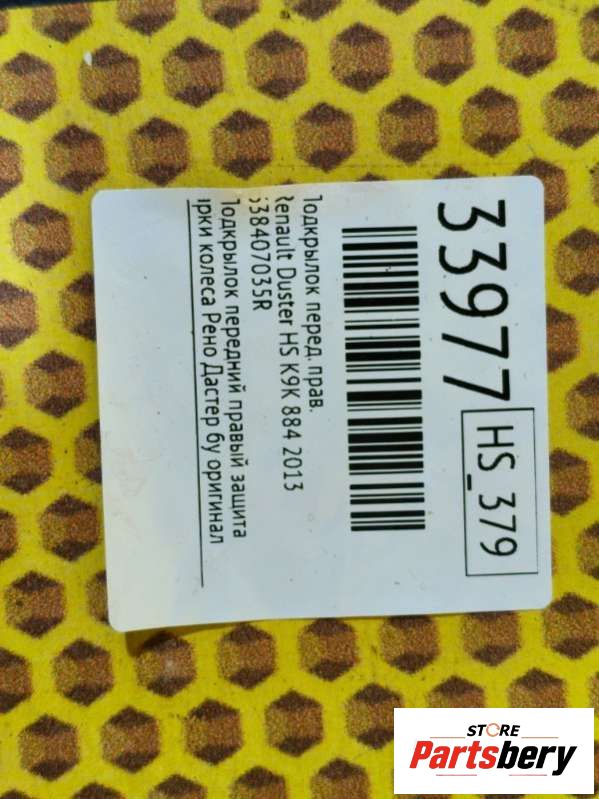 33977 HS_379
Подкрылок перед. прав.
Renault Duster HS K9K 884 2013
638407035R
Подкрылок передний правый защита
арки колеса Рено Дастер бу оригинал
STORE
Partsbery